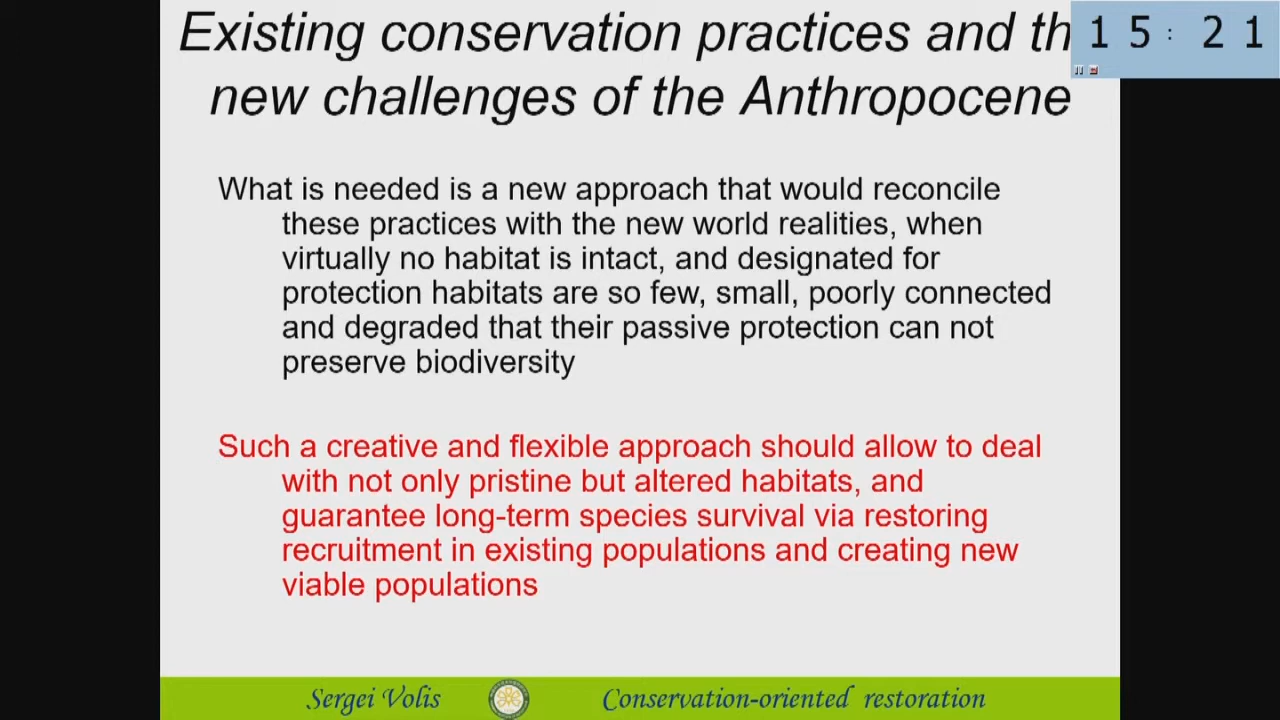 Existing conservation practices and th
15: 21
new challenges of the Anthropocene
What is needed is a new approach that would reconcile
these practices with the new world realities, when
virtually no habitat is intact, and designated for
protection habitats are so few, small, poorly connected
and degraded that their passive protection can not
preserve biodiversity
Such a creative and flexible approach should allow to deal
with not only pristine but altered habitats, and
guarantee long-term species survival via restoring
recruitment in existing populations and creating new
viable populations
Sergei Volis
Conservation-oriented restoration